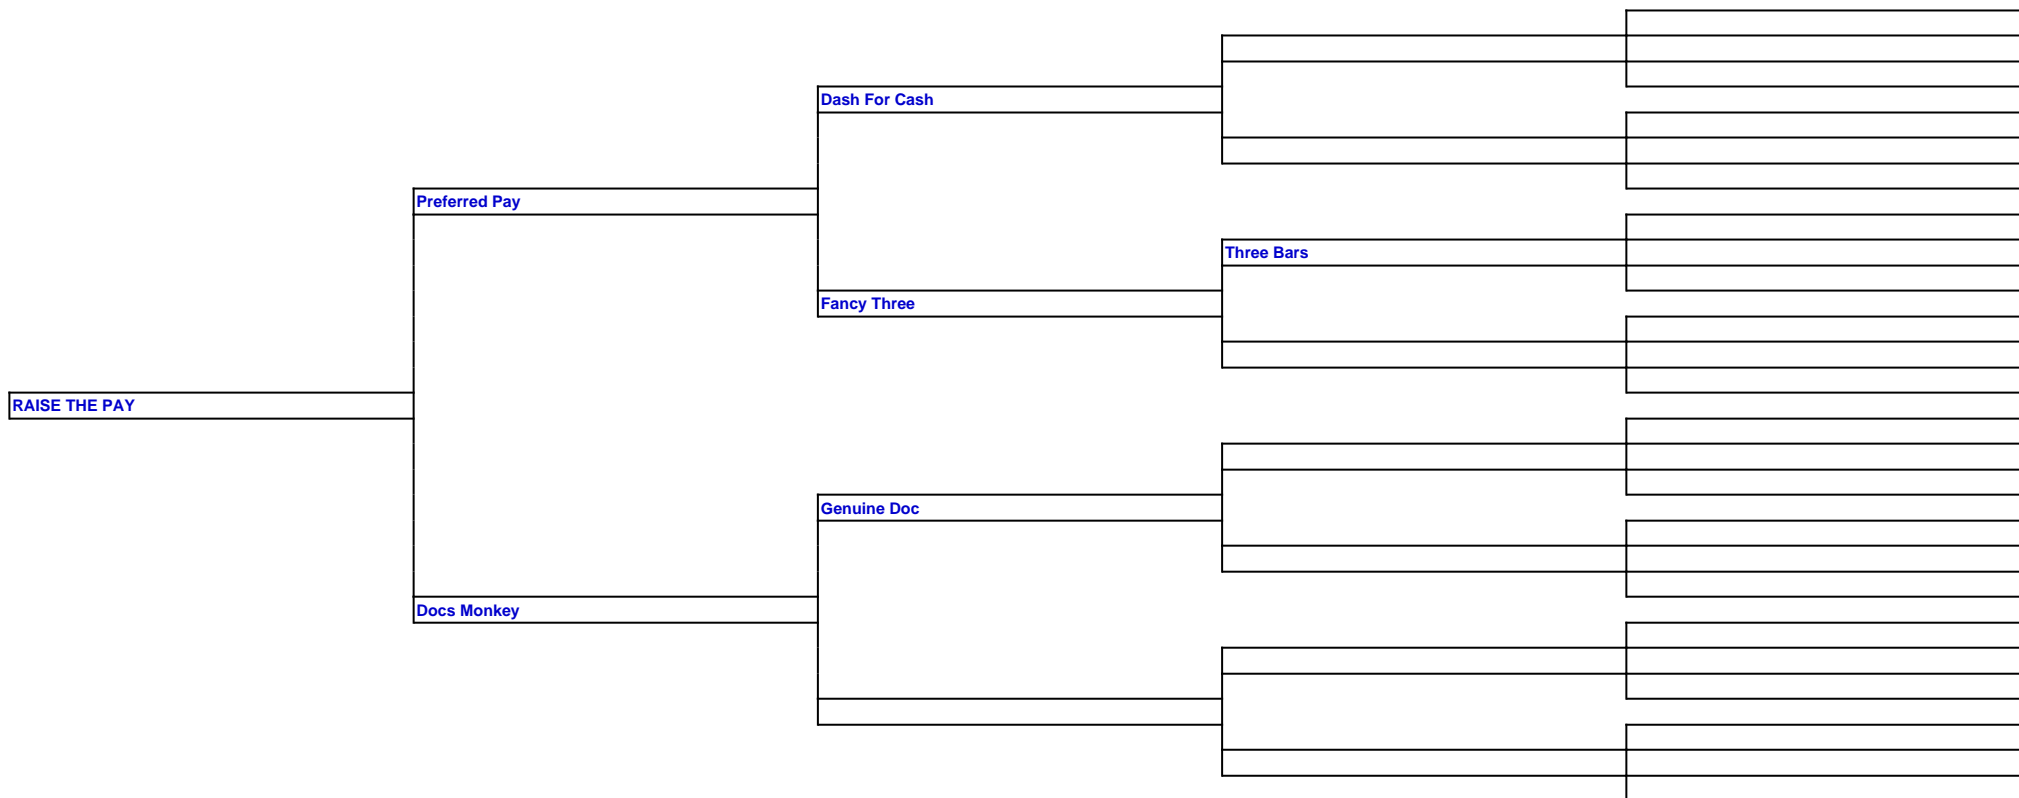 Dash For Cash
Preferred Pay
Three Bars
Fancy Three
RAISE THE PAY
Genuine Doc
Docs Monkey